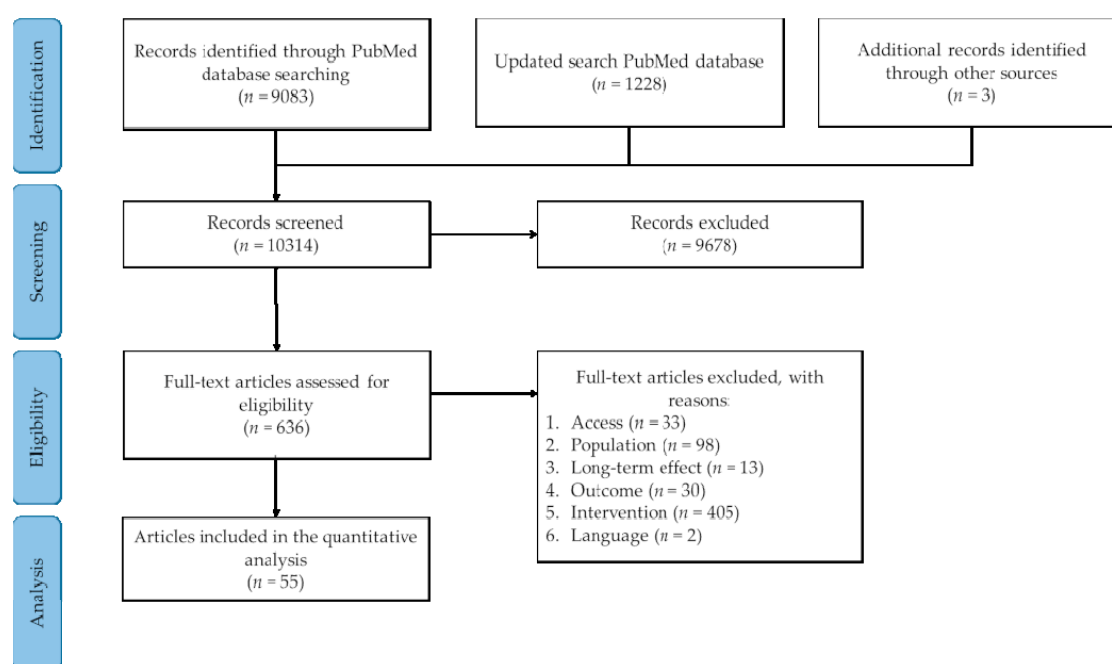 Identification
Records identified through PubMed
database searching
(n = 9083)
Updated search PubMed database
(n = 1228)
Additional records identified
through other sources
(n = 3)
Screening
Records screened
(n = 10314)
Records excluded
(n = 9678)
Eligibility
Full-text articles assessed for
eligibility
(n = 636)
Full-text articles excluded, with
reasons:
1. Access (n = 33)
2. Population (n = 98)
3. Long-term effect (n = 13)
4. Outcome (n = 30)
5. Intervention (n = 405)
6. Language (n = 2)
Analysis
Articles included in the quantitative
analysis
(n = 55)